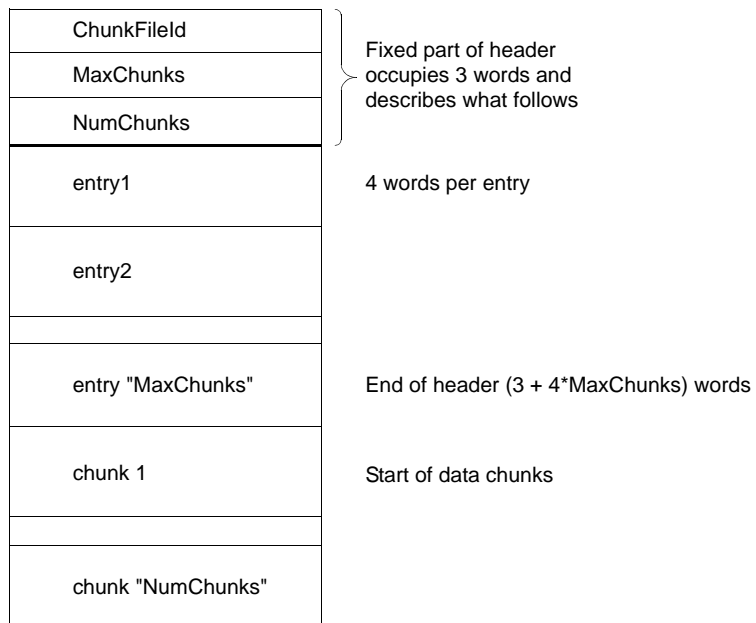 ChunkFileId
MaxChunks
NumChunks
Fixed part of header
occupies 3 words and
describes what follows
entry1
4 words per entry
entry2
entry "MaxChunks"
End of header (3 + 4*MaxChunks) words
chunk 1
Start of data chunks
chunk "NumChunks"